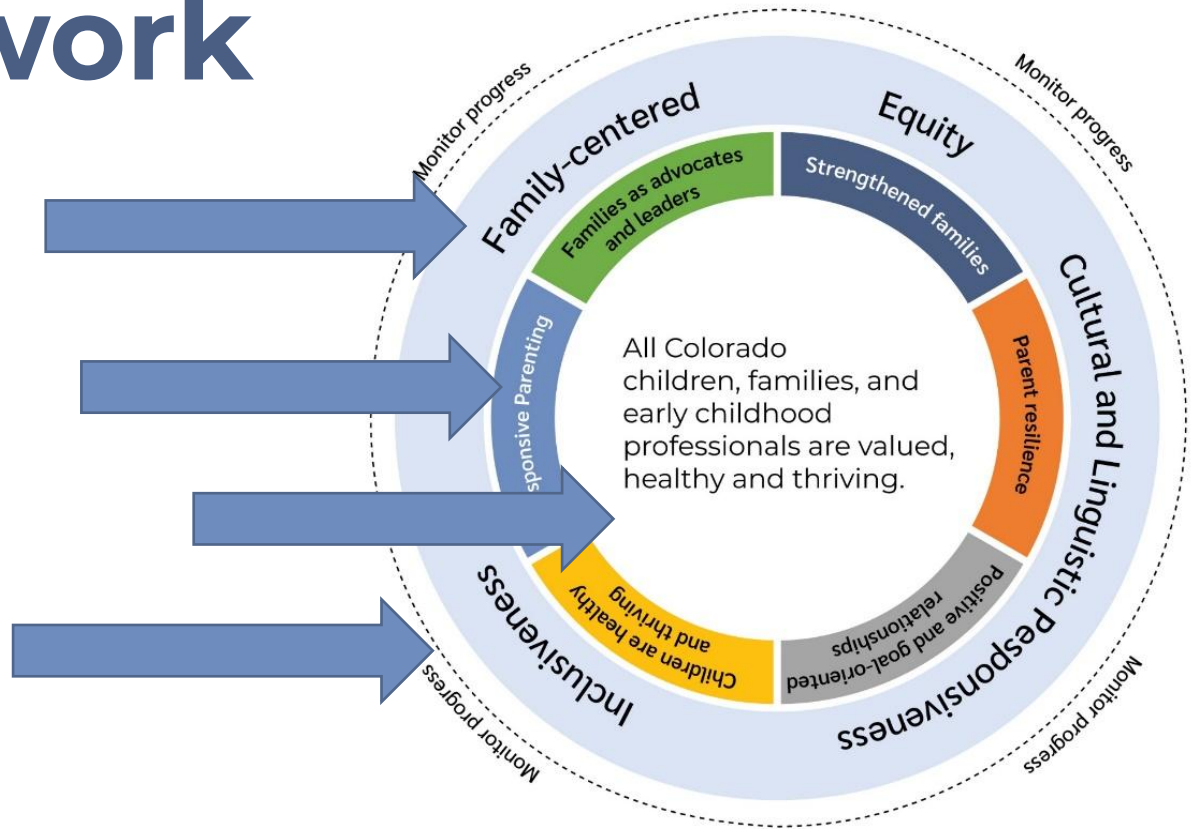 work
Monitor progress
Monitor progress
Family-centered
Equity
Families as advocates
and leaders
Strengthened families
Cultural and Linguistic Responsiveness
sponsive Parenting
Parent resilience
All Colorado
children, families, and
early childhood
professionals are valued,
healthy and thriving.
Inclusiveness
Children are healthy
and thriving
Positive and goal-oriented
relationships
Monitor progress
Monitor progress